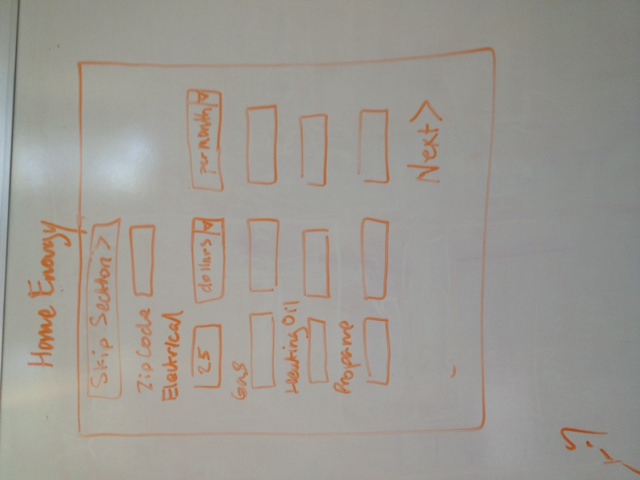 Home Energy
Skip Section >
Zip Code
Electrical
25 dollars per month
Gas
Heating Oil
Propane
Next >